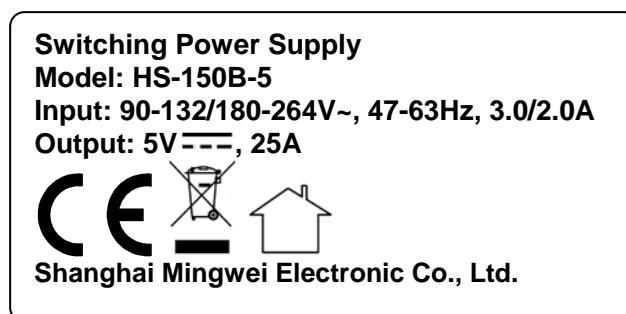 Switching Power Supply
Model: HS-150B-5
Input: 90-132/180-264V~, 47-63Hz, 3.0/2.0A
Output: 5V⎓, 25A
CE
Shanghai Mingwei Electronic Co., Ltd.